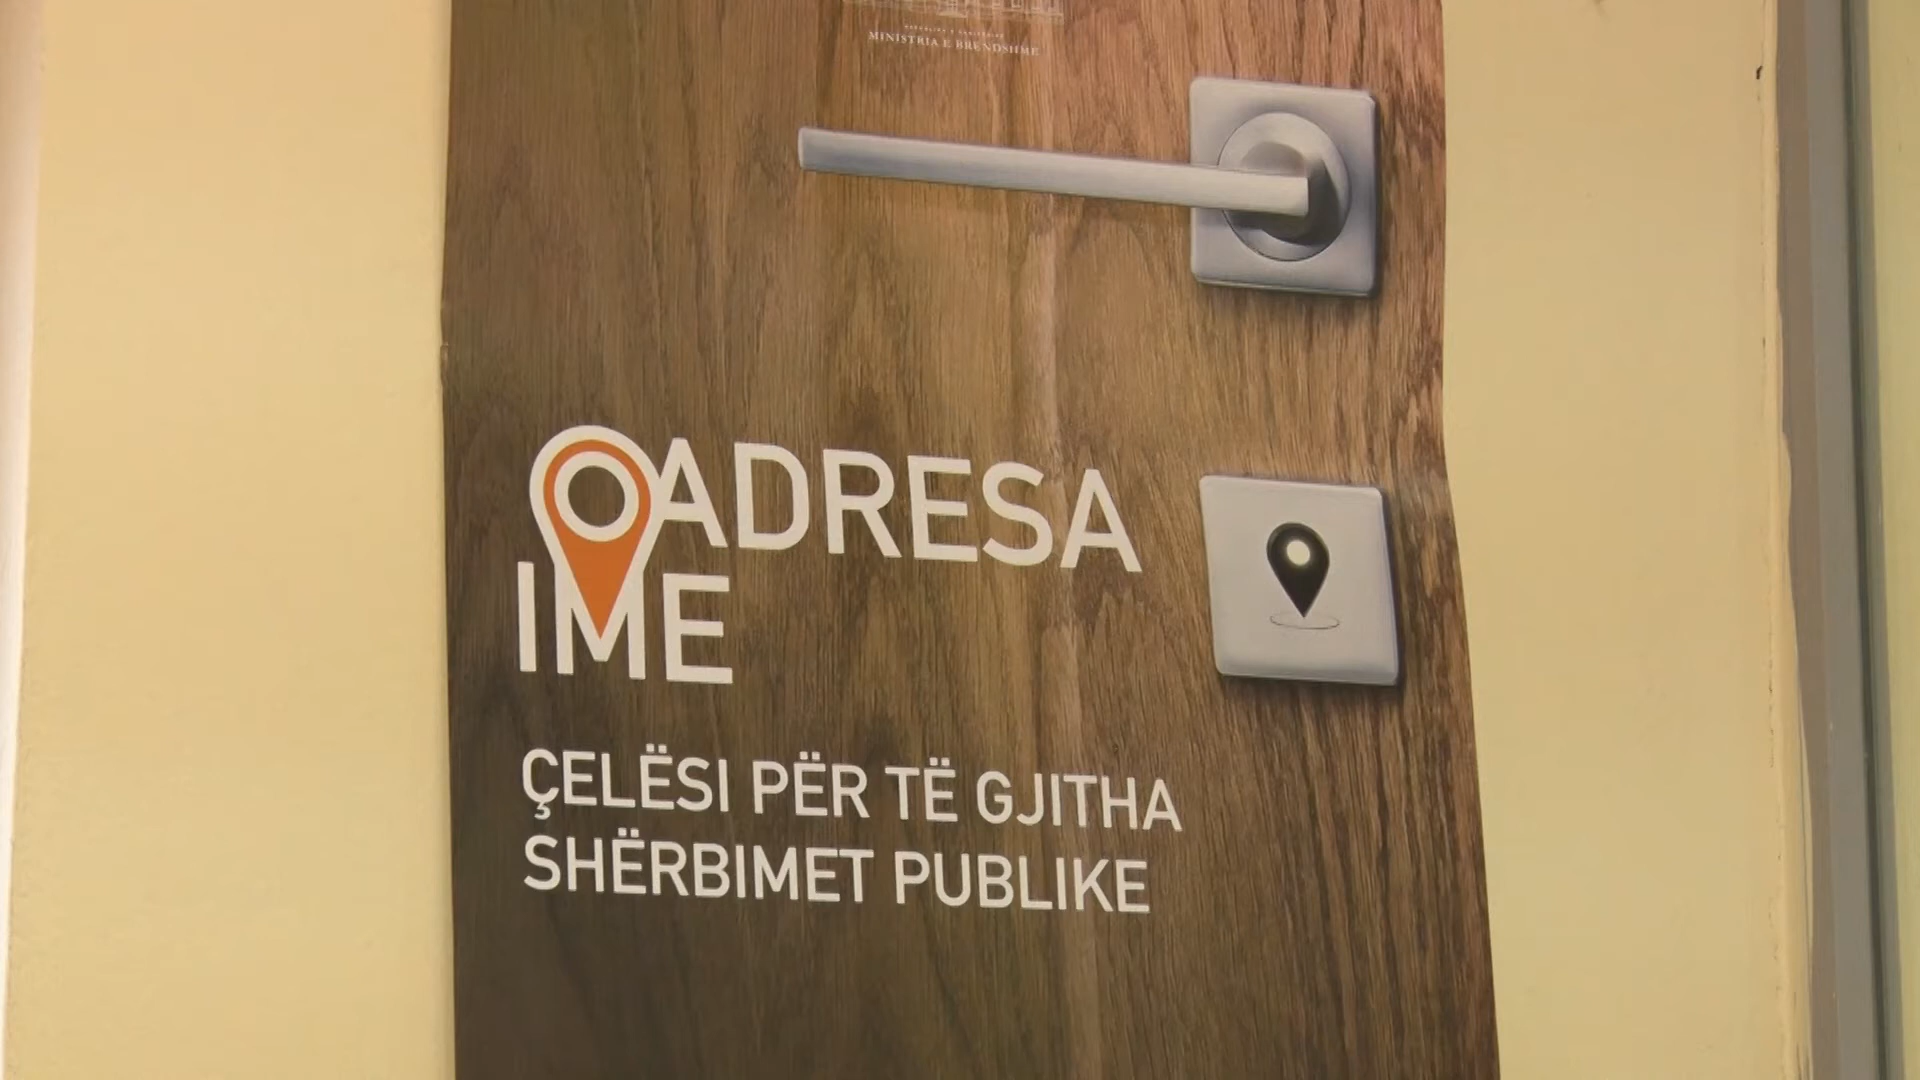 MINISTRIA E BRENDSHME
ADRESA
IME
ÇELËSI PËR TË GJITHA
SHËRBIMET PUBLIKE